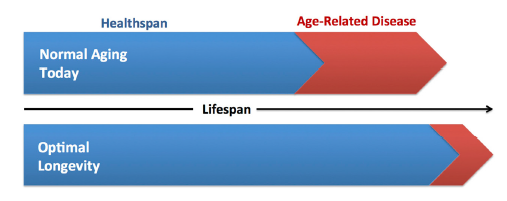 Healthspan Age-Related Disease
Normal Aging
Today
Lifespan
Optimal
Longevity